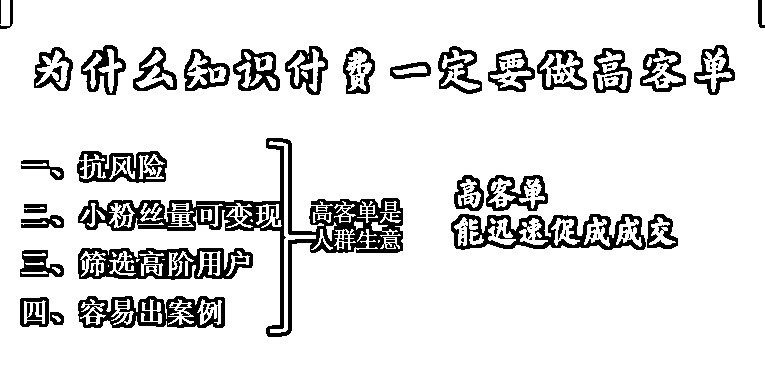 为什么知识付费一定要做高客单
一、抗风险
二、小粉丝量可变现
三、筛选高阶用户
四、容易出案例
高客单是
人群生意
高客单
能迅速促成成交